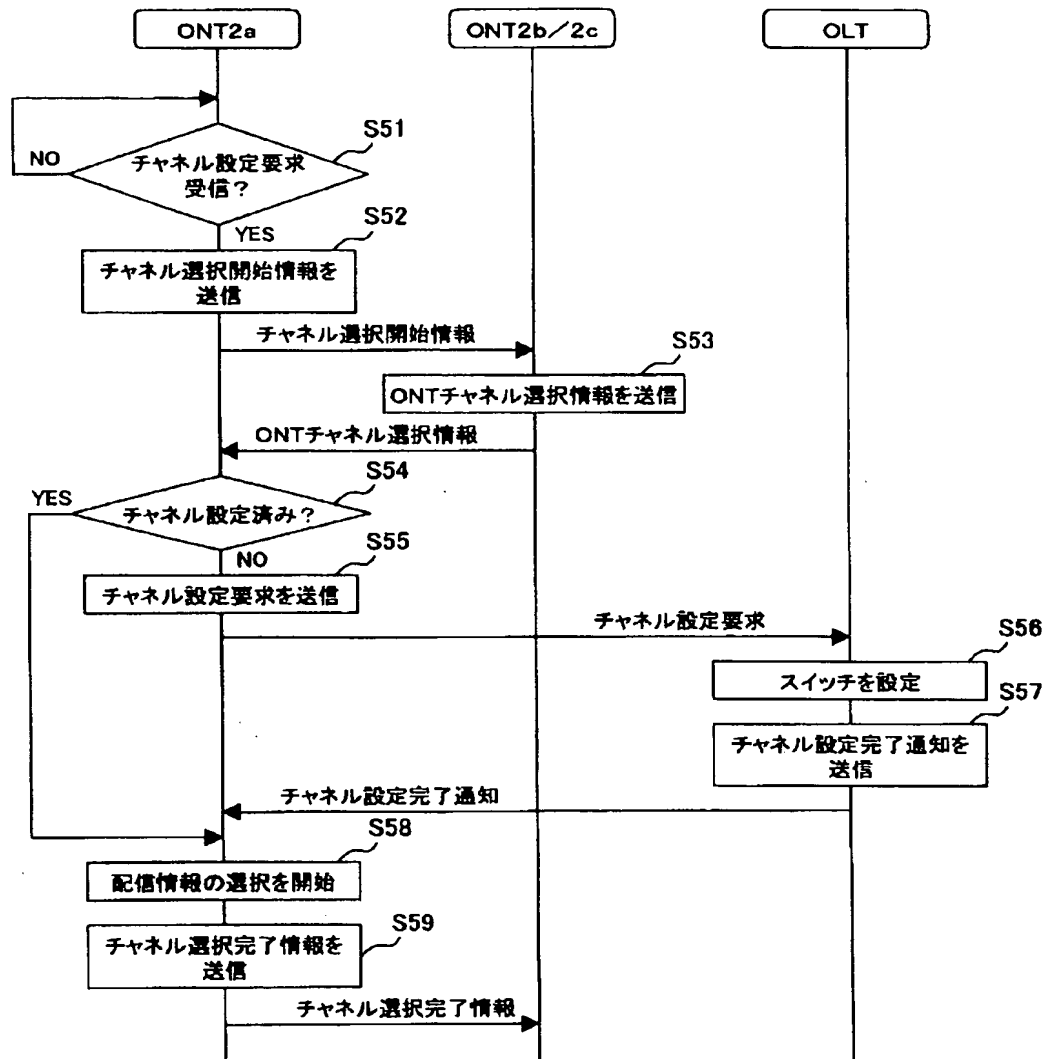 ONT2a
ONT2b/2c
OLT
S51
NO
チャネル設定要求
受信?
S52
YES
チャネル選択開始情報を
送信
チャネル選択開始情報
S53
ONTチャネル選択情報を送信
ONTチャネル選択情報
S54
YES
チャネル設定済み?
S55
NO
チャネル設定要求を送信
チャネル設定要求
S56
スイッチを設定
S57
チャネル設定完了通知を
送信
チャネル設定完了通知
S58
配信情報の選択を開始
S59
チャネル選択完了情報を
送信
チャネル選択完了情報